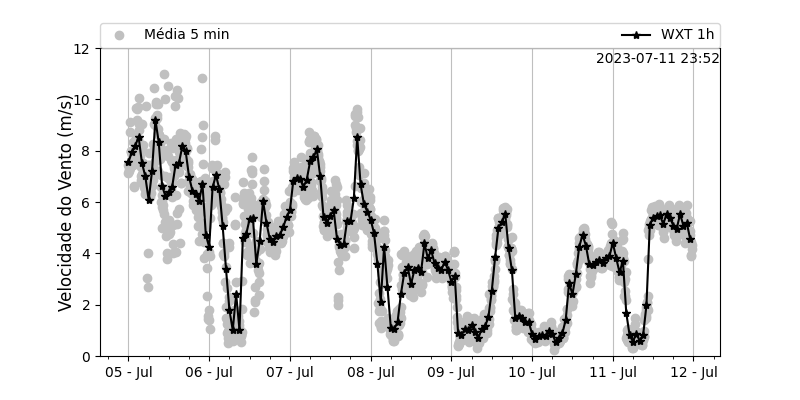 Média 5 min
WXT 1h
2023-07-11 23:52
Velocidade do Vento (m/s)
12
10
8
6
4
2
0
05 - Jul
06 - Jul
07 - Jul
08 - Jul
09 - Jul
10 - Jul
11 - Jul
12 - Jul